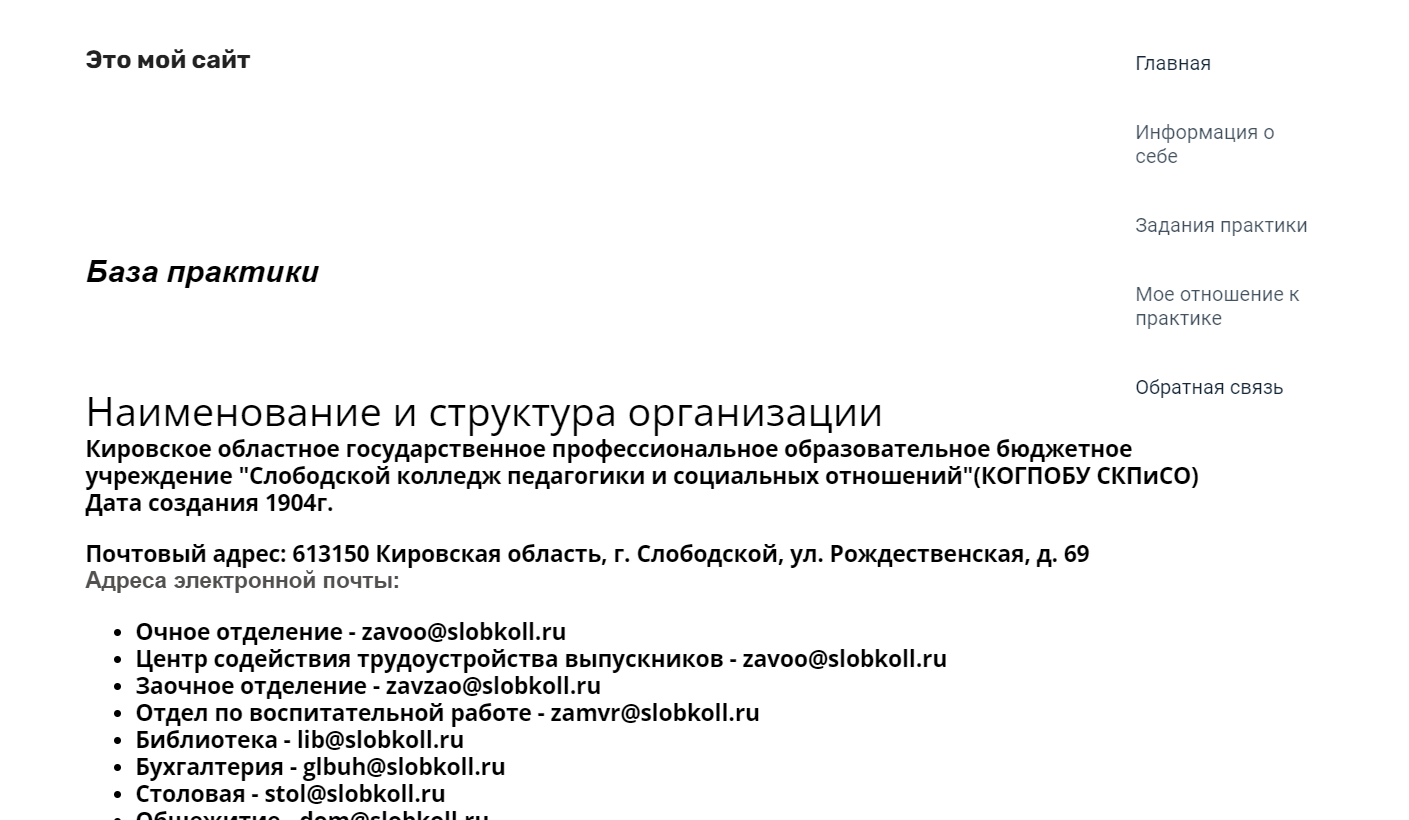 Это мой сайт
Главная
Информация о
себе
Задания практики
Мое отношение к
практике
Обратная связь
База практики
Наименование и структура организации
Кировское областное государственное профессиональное образовательное бюджетное
учреждение "Слободской колледж педагогики и социальных отношений"(КОГПОБУ СКПиСО)
Дата создания 1904г.
Почтовый адрес: 613150 Кировская область, г. Слободской, ул. Рождественская, д. 69
Адреса электронной почты:
• Очное отделение - zavoo@slobkoll.ru
• Центр содействия трудоустройства выпускников - zavoo@slobkoll.ru
• Заочное отделение - zavzao@slobkoll.ru
• Отдел по воспитательной работе - zamvr@slobkoll.ru
• Библиотека - lib@slobkoll.ru
• Бухгалтерия - glbuh@slobkoll.ru
• Столовая - stol@slobkoll.ru
• Общежитие - dom@slobkoll.ru